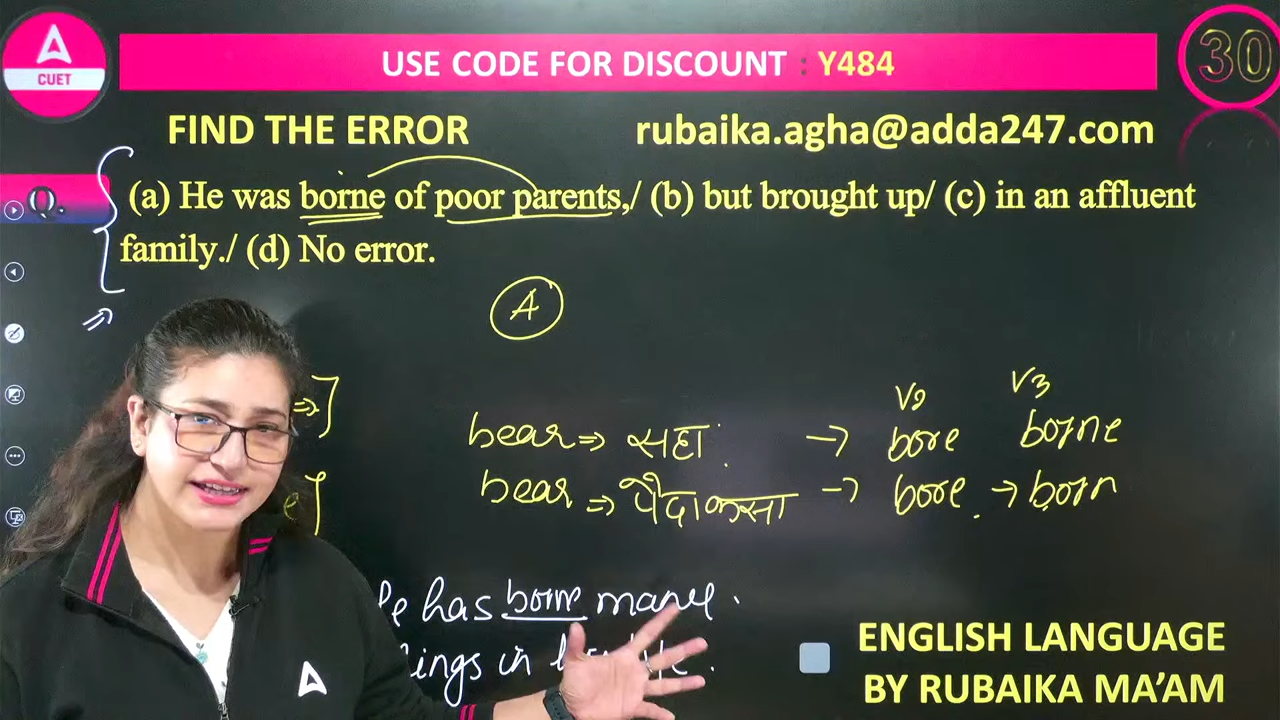 CUET
USE CODE FOR DISCOUNT : Y484
30
FIND THE ERROR
rubaika.agha@adda247.com
Q.
(a) He was borne of poor parents,/ (b) but brought up/ (c) in an affluent
family./ (d) No error.
⇒
A
⇒]
V2 V3
bear ⇒ सहा : → bore borne
bear ⇒ पैदा करना → bore . → born
e]
has borne many .
ings in
ENGLISH LANGUAGE
BY RUBAIKA MA'AM